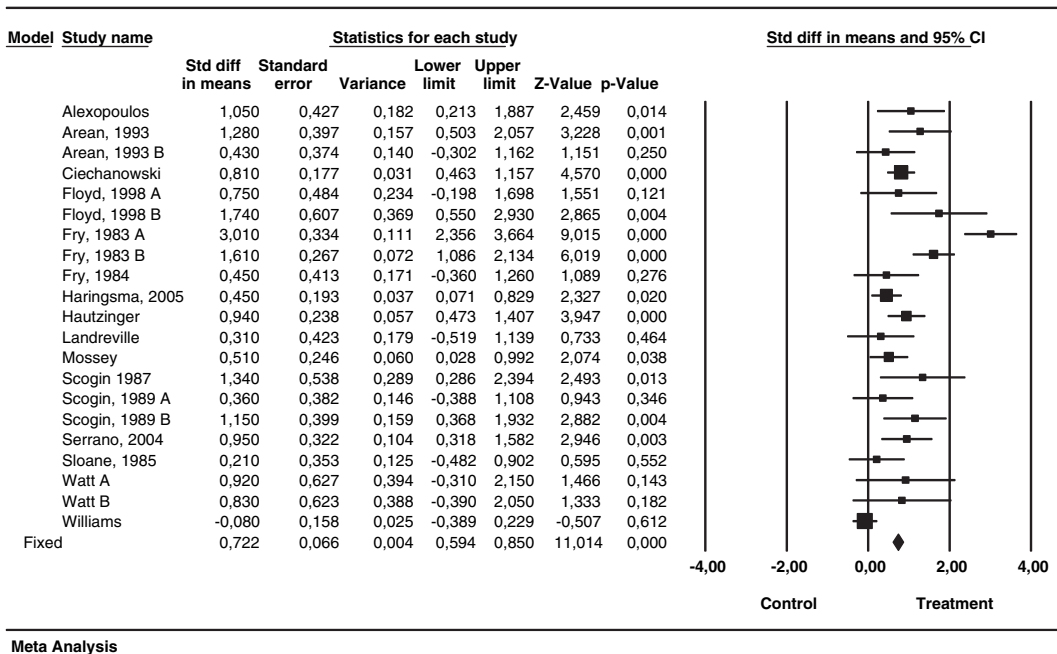 Model Study name Statistics for each study Std diff in means and 95% CI
Std diff Standard Lower Upper
in means error Variance limit limit Z-Value p-Value
Alexopoulos 1,050 0,427 0,182 0,213 1,887 2,459 0,014
Arean, 1993 1,280 0,397 0,157 0,503 2,057 3,228 0,001
Arean, 1993 B 0,430 0,374 0,140 -0,302 1,162 1,151 0,250
Ciechanowski 0,810 0,177 0,031 0,463 1,157 4,570 0,000
Floyd, 1998 A 0,750 0,484 0,234 -0,198 1,698 1,551 0,121
Floyd, 1998 B 1,740 0,607 0,369 0,550 2,930 2,865 0,004
Fry, 1983 A 3,010 0,334 0,111 2,356 3,664 9,015 0,000
Fry, 1983 B 1,610 0,267 0,072 1,086 2,134 6,019 0,000
Fry, 1984 0,450 0,413 0,171 -0,360 1,260 1,089 0,276
Haringsma, 2005 0,450 0,193 0,037 0,071 0,829 2,327 0,020
Hautzinger 0,940 0,238 0,057 0,473 1,407 3,947 0,000
Landreville 0,310 0,423 0,179 -0,519 1,139 0,733 0,464
Mossey 0,510 0,246 0,060 0,028 0,992 2,074 0,038
Scogin 1987 1,340 0,538 0,289 0,286 2,394 2,493 0,013
Scogin, 1989 A 0,360 0,382 0,146 -0,388 1,108 0,943 0,346
Scogin, 1989 B 1,150 0,399 0,159 0,368 1,932 2,882 0,004
Serrano, 2004 0,950 0,322 0,104 0,318 1,582 2,946 0,003
Sloane, 1985 0,210 0,353 0,125 -0,482 0,902 0,595 0,552
Watt A 0,920 0,627 0,394 -0,310 2,150 1,466 0,143
Watt B 0,830 0,623 0,388 -0,390 2,050 1,333 0,182
Williams -0,080 0,158 0,025 -0,389 0,229 -0,507 0,612
Fixed 0,722 0,066 0,004 0,594 0,850 11,014 0,000
-4,00 -2,00 0,00 2,00 4,00
Control Treatment
Meta Analysis